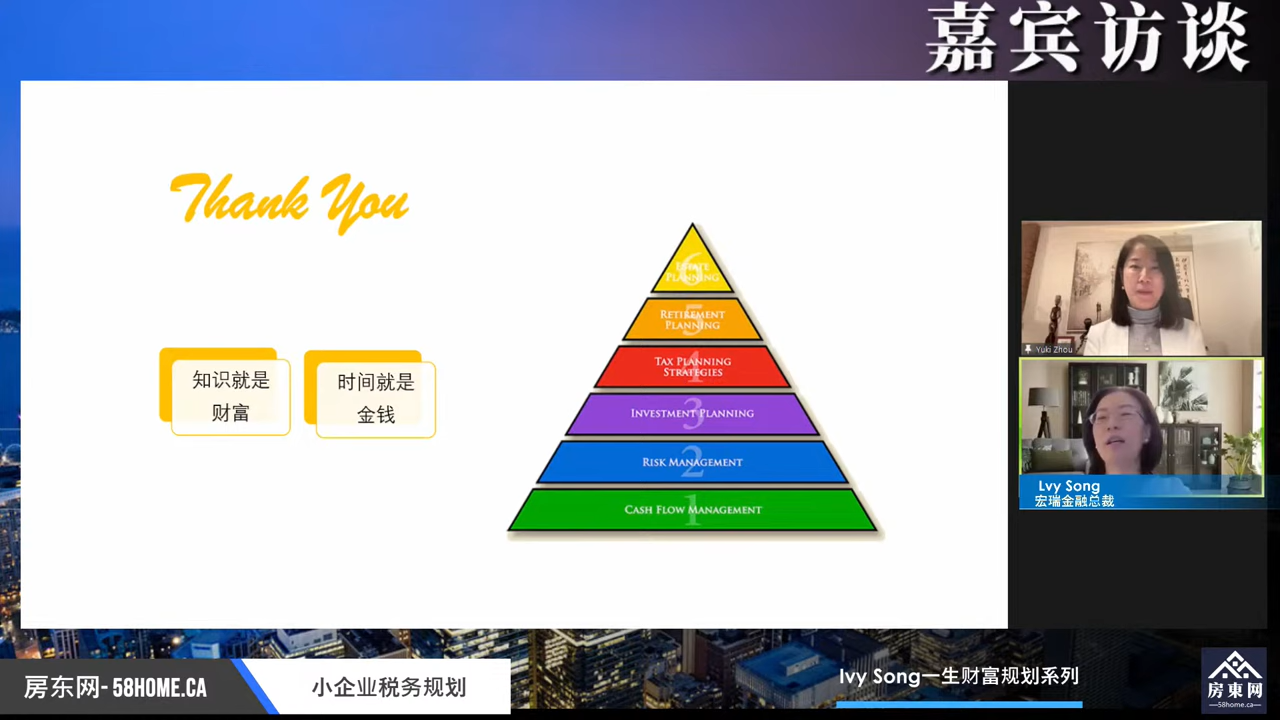 嘉宾访谈
Thank You
知识就是
财富
时间就是
金钱
6
ESTATE
PLANNING
5
RETIREMENT
PLANNING
4
TAX PLANNING
STRATEGIES
3
INVESTMENT PLANNING
2
RISK MANAGEMENT
1
CASH FLOW MANAGEMENT
Yuki Zhou
Lvy Song
宏瑞金融总裁
房东网- 58HOME.CA
小企业税务规划
Ivy Song一生财富规划系列
房東网
58home.ca